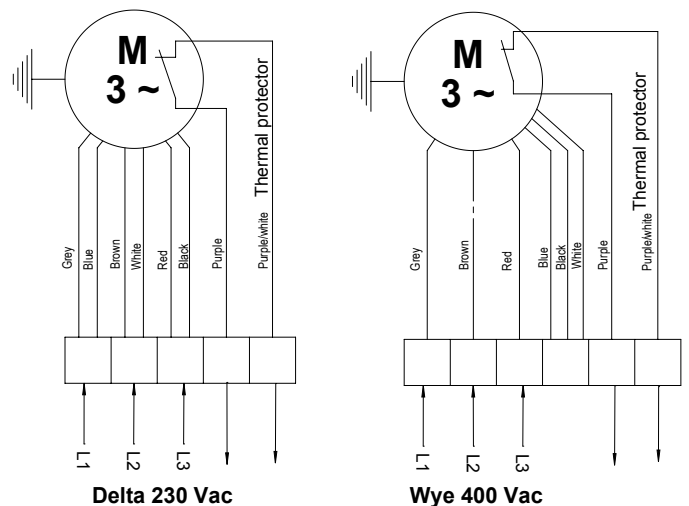 M
3 ~
Thermal protector
Grey
Blue
Brown
White
Red
Black
Purple
Purple/white
L1
L2
L3
Delta 230 Vac
M
3 ~
Thermal protector
Grey
Brown
Red
Blue
Black
White
Purple
Purple/white
L1
L2
L3
Wye 400 Vac